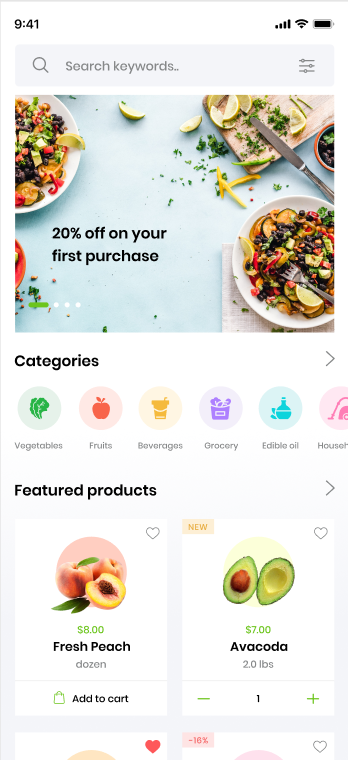 9:41
Search keywords..
20% off on your
first purchase
Categories
Vegetables Fruits Beverages Grocery Edible oil Househ
Featured products
NEW
$8.00 $7.00
Fresh Peach Avacoda
dozen 2.0 lbs
Add to cart 1
-16%